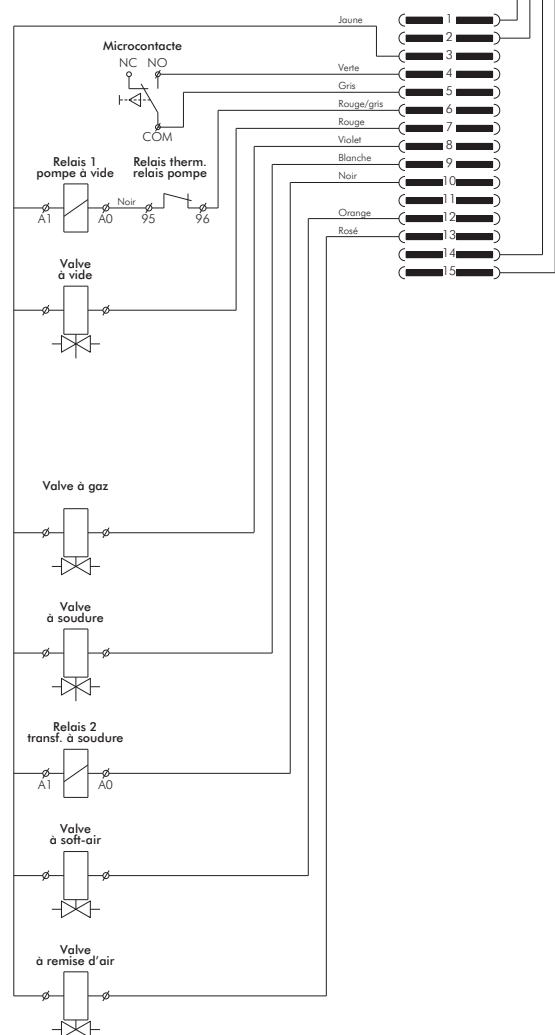 Jaune
1
2
3
Microcontacte
NC NO
Verte
4
Gris
5
Rouge/gris
6
COM
Rouge
7
Violet
8
Blanche
9
Relais 1
pompe à vide
Relais therm.
relais pompe
Noir
10
A1 A0 Noir 95 96
11
Orange
12
Rosé
13
14
15
Valve
à vide
Valve à gaz
Valve
à soudure
Relais 2
transf. à soudure
A1 A0
Valve
à soft-air
Valve
à remise d'air